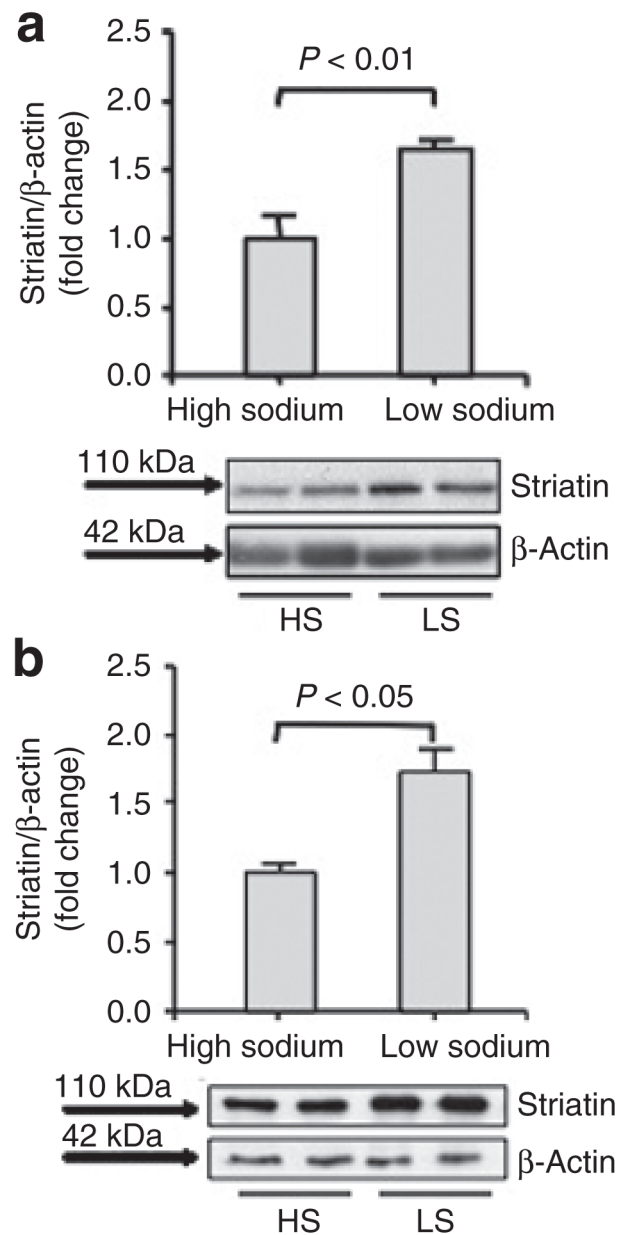 a
2.5
2.0
1.5
1.0
0.5
0.0
Striatin/β-actin
(fold change)
P < 0.01
High sodium Low sodium
110 kDa
Striatin
42 kDa
β-Actin
HS LS
b
2.5
2.0
1.5
1.0
0.5
0.0
Striatin/β-actin
(fold change)
P < 0.05
High sodium Low sodium
110 kDa
Striatin
42 kDa
β-Actin
HS LS